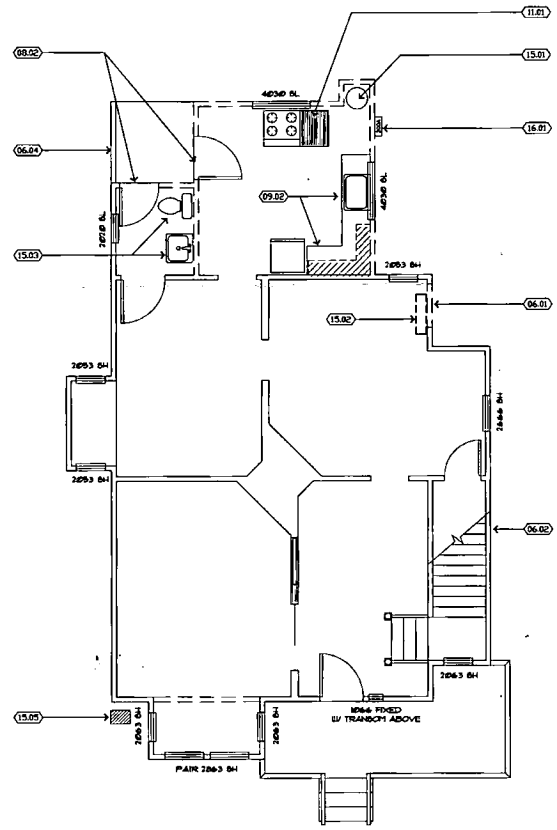 11.01
08.02
15.01
4030 SL
16.01
06.04
09.02
4030 SL
2020 SL
15.03
2053 SH
06.01
15.02
2053 SH
2666 SH
2053 SH
06.02
2063 SH
15.05
2063 SH
2063 SH
1066 FIXED
W/ TRANSOM ABOVE
PAIR 2863 SH